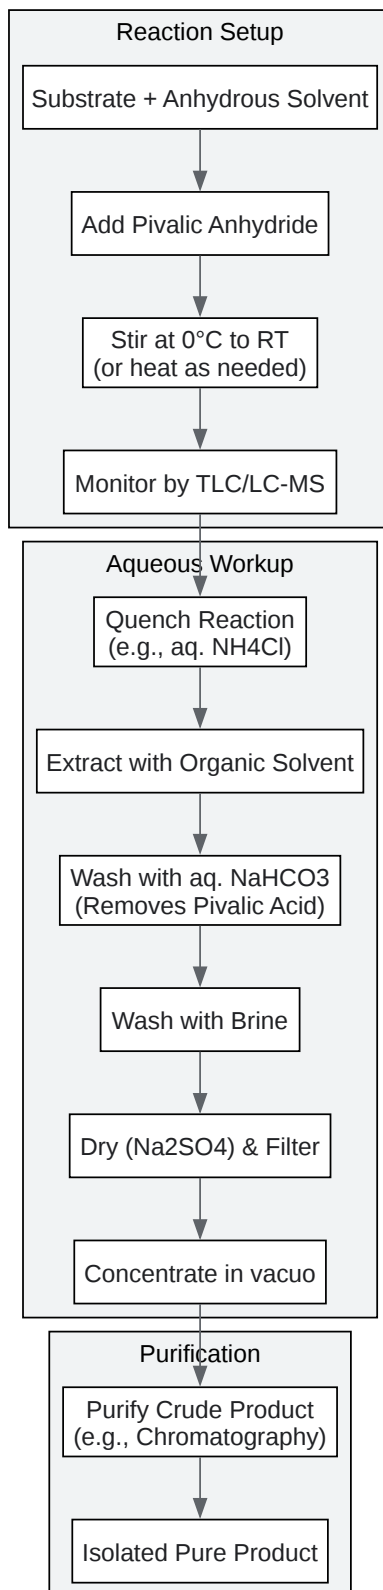 Reaction Setup
Substrate + Anhydrous Solvent
Add Pivalic Anhydride
Stir at 0°C to RT
(or heat as needed)
Monitor by TLC/LC-MS
Aqueous Workup
Quench Reaction
(e.g., aq. NH4Cl)
Extract with Organic Solvent
Wash with aq. NaHCO3
(Removes Pivalic Acid)
Wash with Brine
Dry (Na2SO4) & Filter
Concentrate in vacuo
Purification
Purify Crude Product
(e.g., Chromatography)
Isolated Pure Product